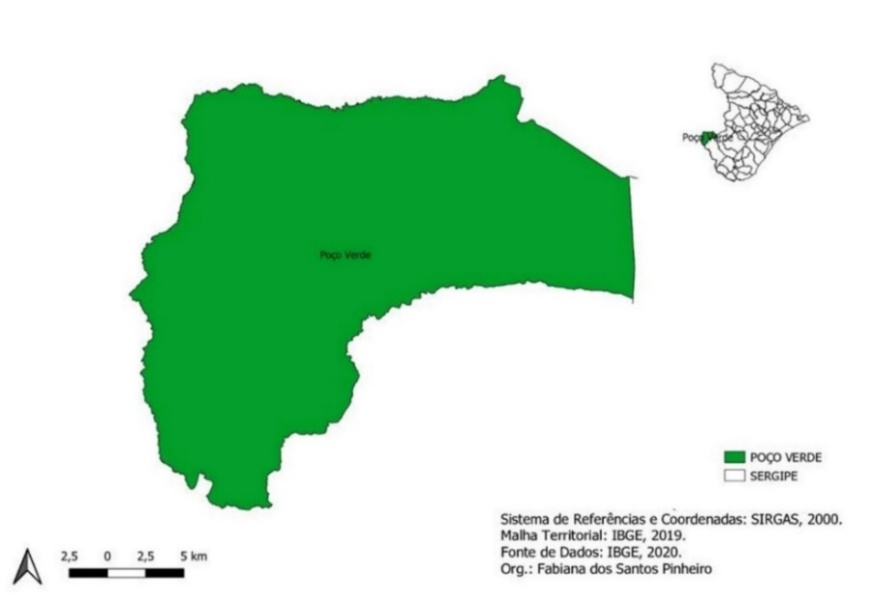 Poço Verde
Poço Verde
POÇO VERDE
SERGIPE
Sistema de Referências e Coordenadas: SIRGAS, 2000.
Malha Territorial: IBGE, 2019.
Fonte de Dados: IBGE, 2020.
Org.: Fabiana dos Santos Pinheiro
2,5 0 2,5 5 km